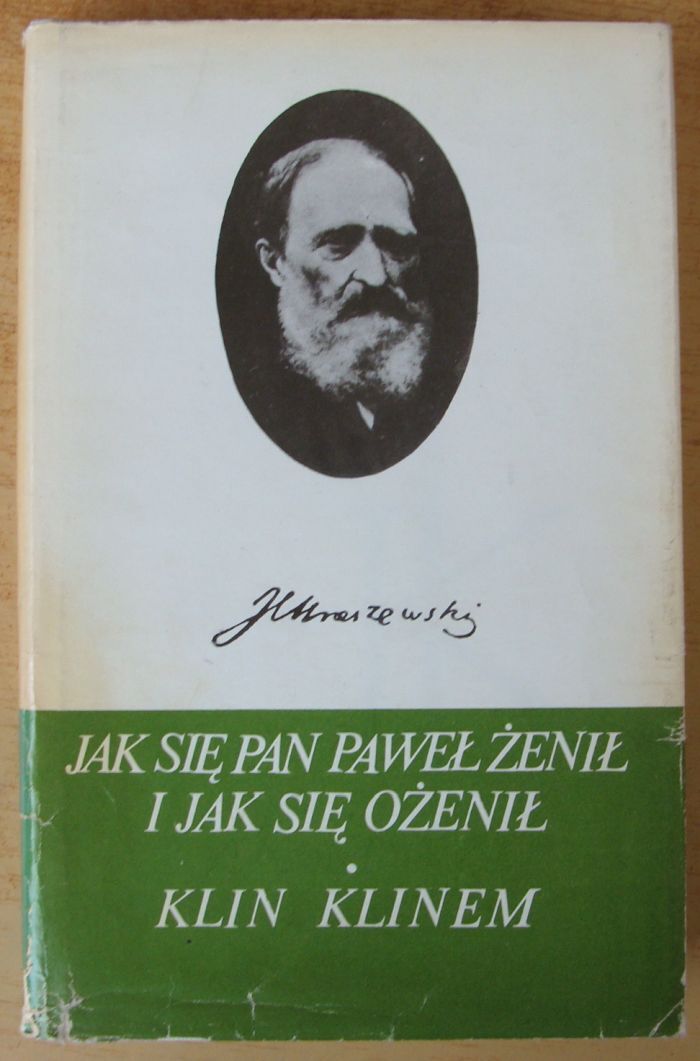 JIKraszewski
JAK SIĘ PAN PAWEŁ ŻENIŁ
I JAK SIĘ OŻENIŁ
•
KLIN KLINEM